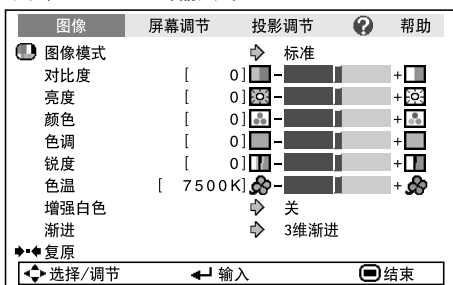 图像 屏幕调节 投影调节 ? 帮助
图像模式 标准
对比度 [ 0] - +
亮度 [ 0] - +
颜色 [ 0] - +
色调 [ 0] - +
锐度 [ 0] - +
色温 [ 7500K] - +
增强白色 关
渐进 3维渐进
复原
选择/调节 输入 结束